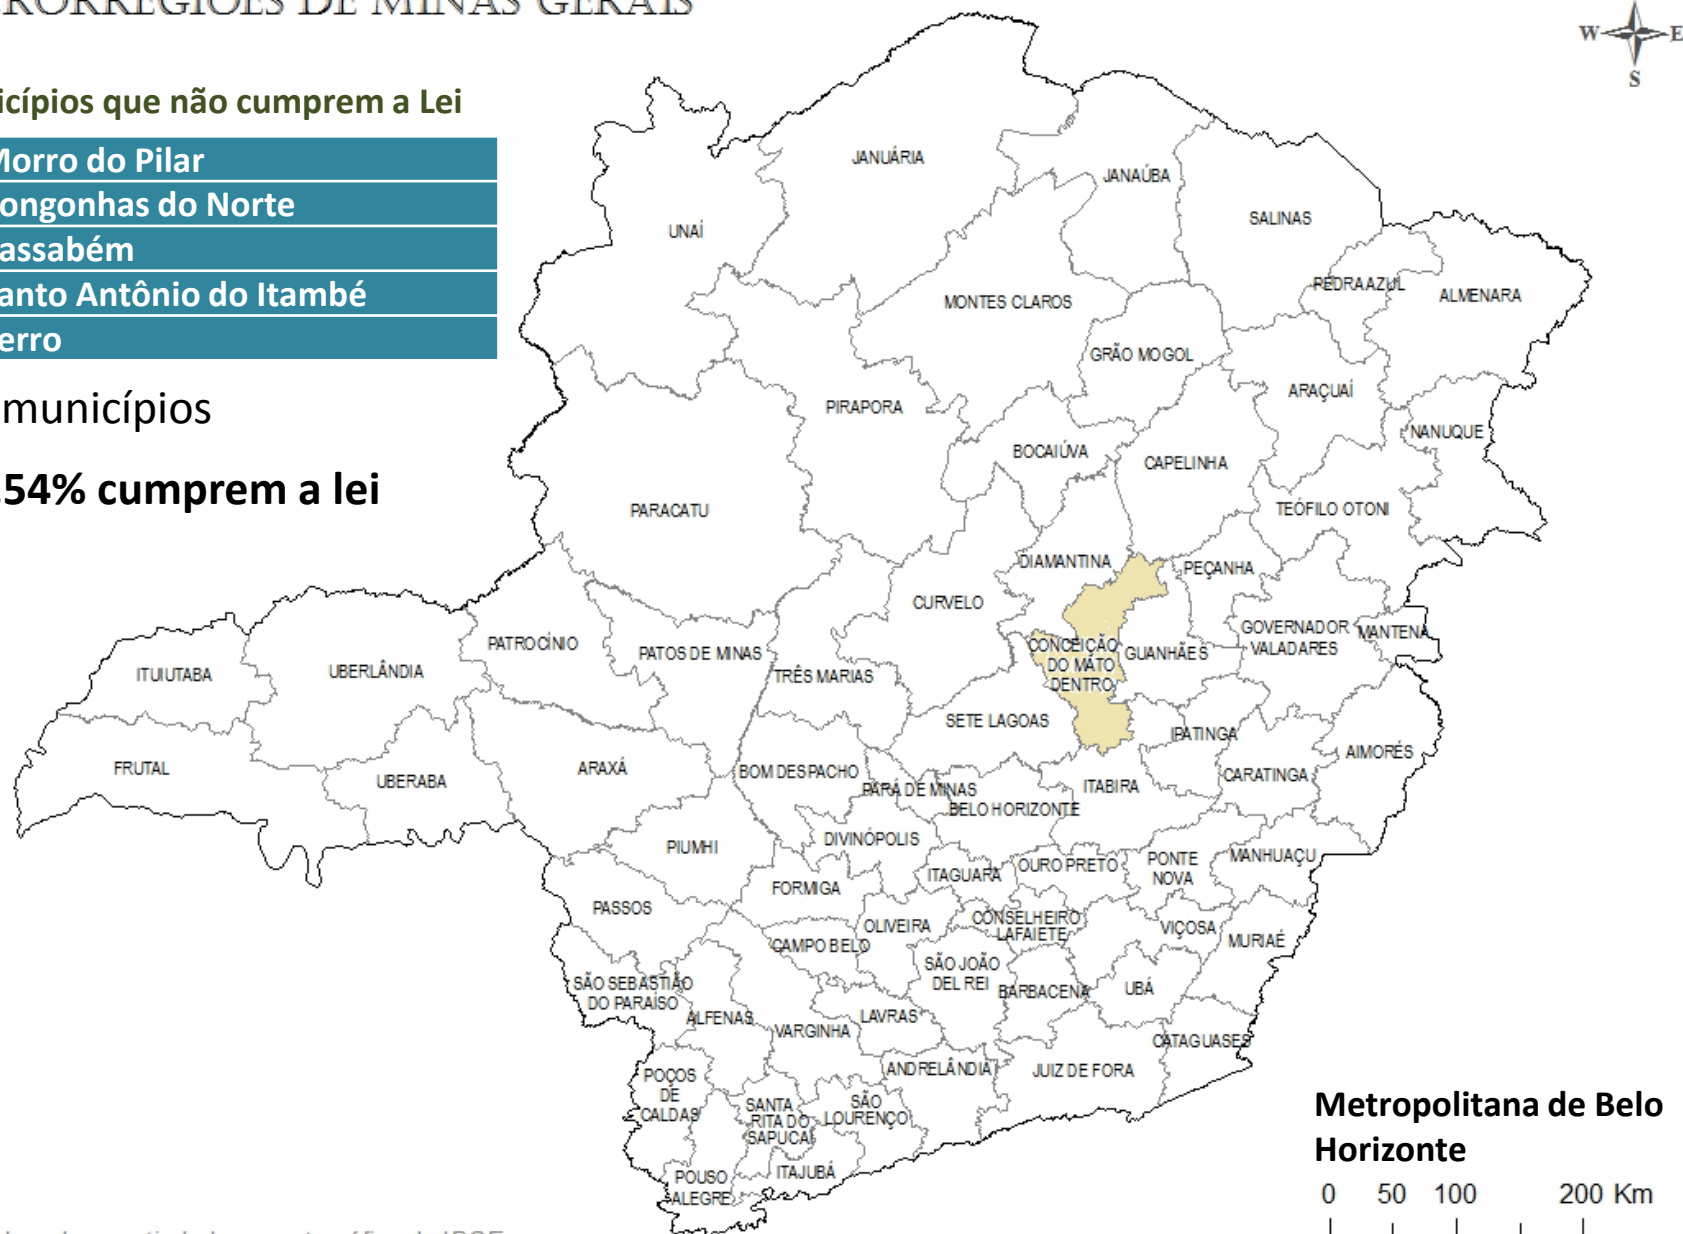 RORREGIÕES DE MINAS GERAIS
W E
S
icípios que não cumprem a Lei
Morro do Pilar
ongonhas do Norte
assabém
anto Antônio do Itambé
erro
municípios
54% cumprem a lei
JANUÁRIA
JANAÚBA
SALINAS
UNAÍ
PEDRA AZUL
ALMENARA
MONTES CLAROS
GRÃO MOGOL
ARAÇUAÍ
PIRAPORA
NANUQUE
BOCAIÚVA
CAPELINHA
PARACATU
TEÓFILO OTONI
DIAMANTINA
PEÇANHA
CURVELO
GOVERNADOR
VALADARES
MANTENA
PATROCÍNIO
PATOS DE MINAS
CONCEIÇÃO
DO MATO
DENTRO
GUANHÃES
ITUIUTABA
UBERLÂNDIA
TRÊS MARIAS
SETE LAGOAS
IPATINGA
AIMORÉS
FRUTAL
UBERABA
ARAXÁ
BOM DESPACHO
CARATINGA
PARÁ DE MINAS
ITABIRA
BELO HORIZONTE
PIUMHI
DIVINÓPOLIS
MANHUAÇU
ITAGUARA
OURO PRETO
PONTE
NOVA
FORMIGA
PASSOS
OLIVEIRA
CONSELHEIRO
LAFAIETE
VIÇOSA
MURIAÉ
CAMPO BELO
SÃO JOÃO
DEL REI
BARBACENA
UBÁ
SÃO SEBASTIÃO
DO PARAÍSO
ALFENAS
VARGINHA
LAVRAS
CATAGUASES
ANDRELÂNDIA
JUIZ DE FORA
POÇOS
DE
CALDAS
SANTA
RITA DO
SAPUCAÍ
SÃO
LOURENÇO
POUSO
ALEGRE
ITAJUBÁ
Metropolitana de Belo
Horizonte
0 50 100 200 Km